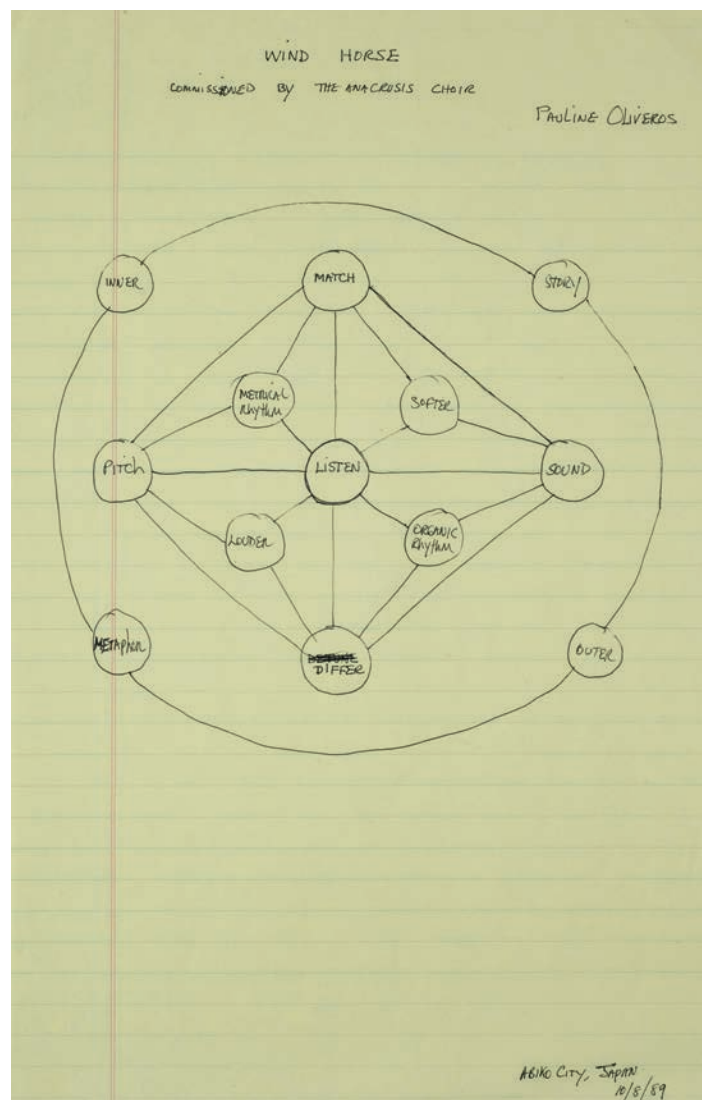 WIND HORSE
COMMISSIONED BY THE ANACRUSIS CHOIR
PAULINE OLIVEROS
INNER
MATCH
STORY
METRICAL
RhyThM
SOFTER
PITCh
LISTEN
SOUND
LOUDER
ORGANIC
RhyThM
METAPhOR
DIFFER
OUTER
ABIKO CITY, JAPAN
10/8/89